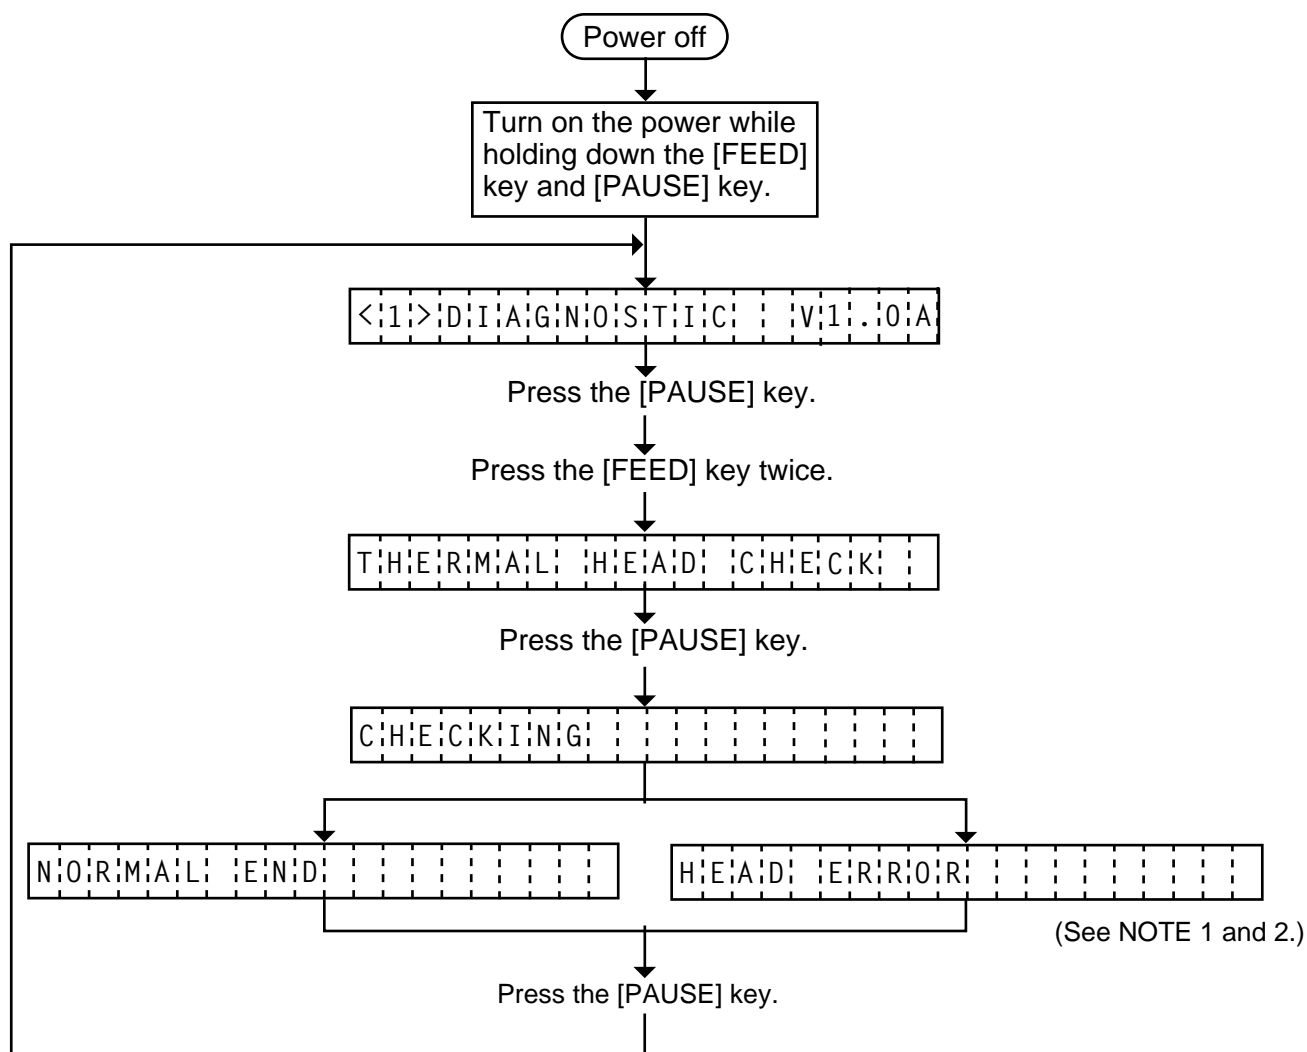 Power off
Turn on the power while
holding down the [FEED]
key and [PAUSE] key.
<1>DIAGNOSTIC  V1.0A
Press the [PAUSE] key.
Press the [FEED] key twice.
THERMAL HEAD CHECK
Press the [PAUSE] key.
CHECKING
NORMAL END
HEAD ERROR
(See NOTE 1 and 2.)
Press the [PAUSE] key.